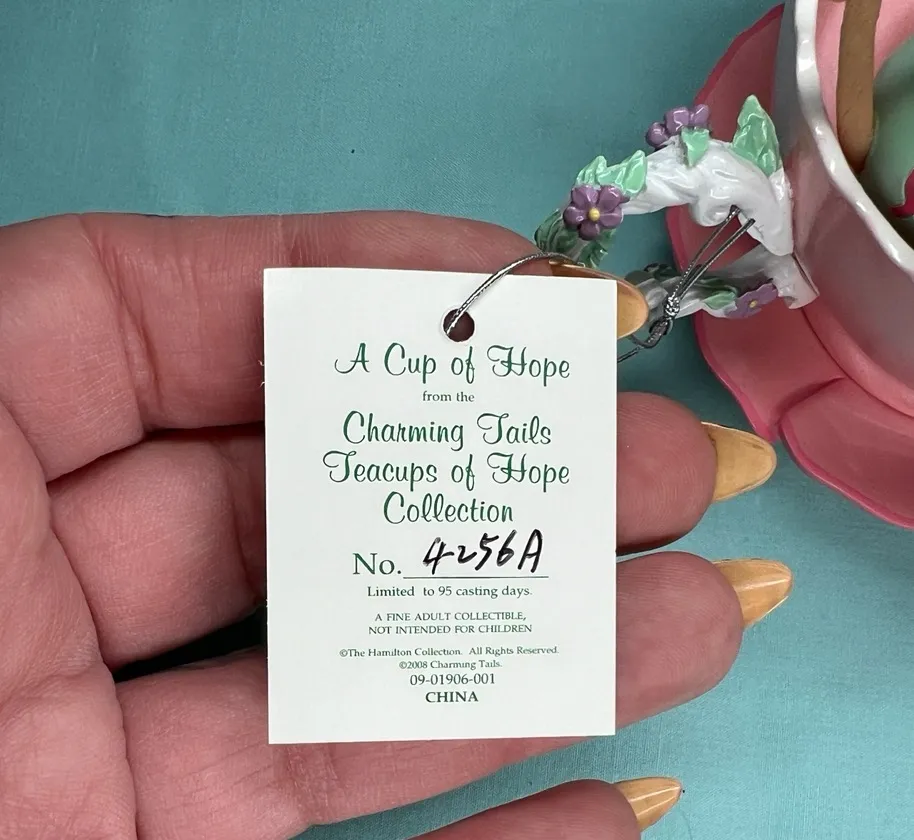 A Cup of Hope
from the
Charming Tails
Teacups of Hope
Collection
No. 4256A
Limited to 95 casting days.
A FINE ADULT COLLECTIBLE,
NOT INTENDED FOR CHILDREN
©The Hamilton Collection. All Rights Reserved.
©2008 Charming Tails.
09-01906-001
CHINA